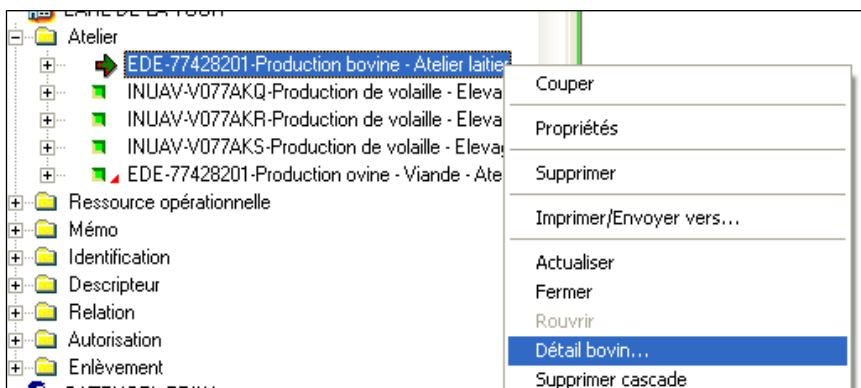 Atelier
EDE-77428201-Production bovine - Atelier laitie
INUAV-V077AKQ-Production de volaille - Eleva
INUAV-V077AKR-Production de volaille - Eleva
INUAV-V077AKS-Production de volaille - Eleva
EDE-77428201-Production ovine - Viande - Ate
Ressource opérationnelle
Mémo
Identification
Descripteur
Relation
Autorisation
Enlèvement
Couper
Propriétés
Supprimer
Imprimer/Envoyer vers...
Actualiser
Fermer
Rouvrir
Détail bovin...
Supprimer cascade